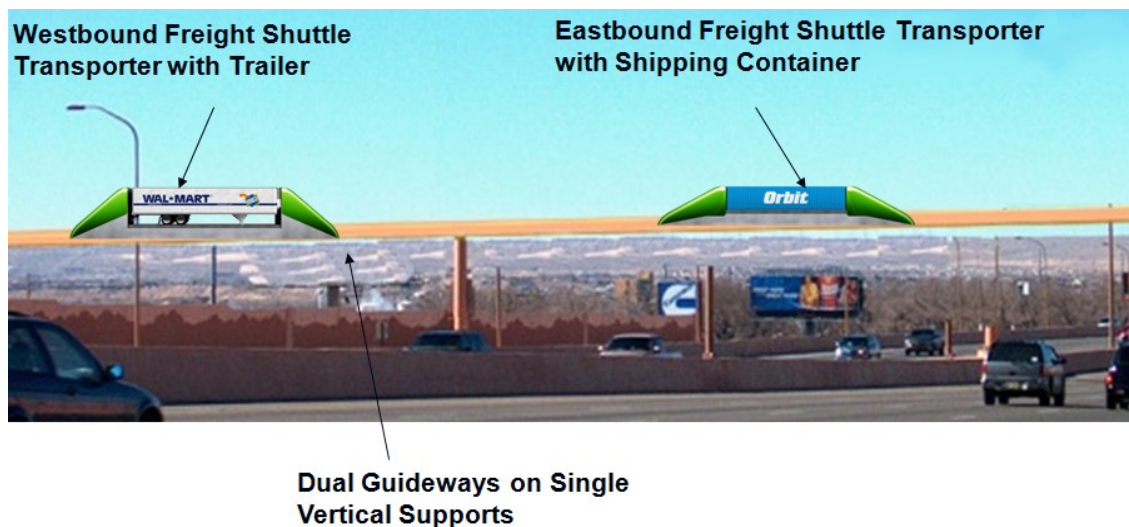 Westbound Freight Shuttle
Transporter with Trailer
Eastbound Freight Shuttle Transporter
with Shipping Container
WAL★MART
Orbit
Dual Guideways on Single
Vertical Supports